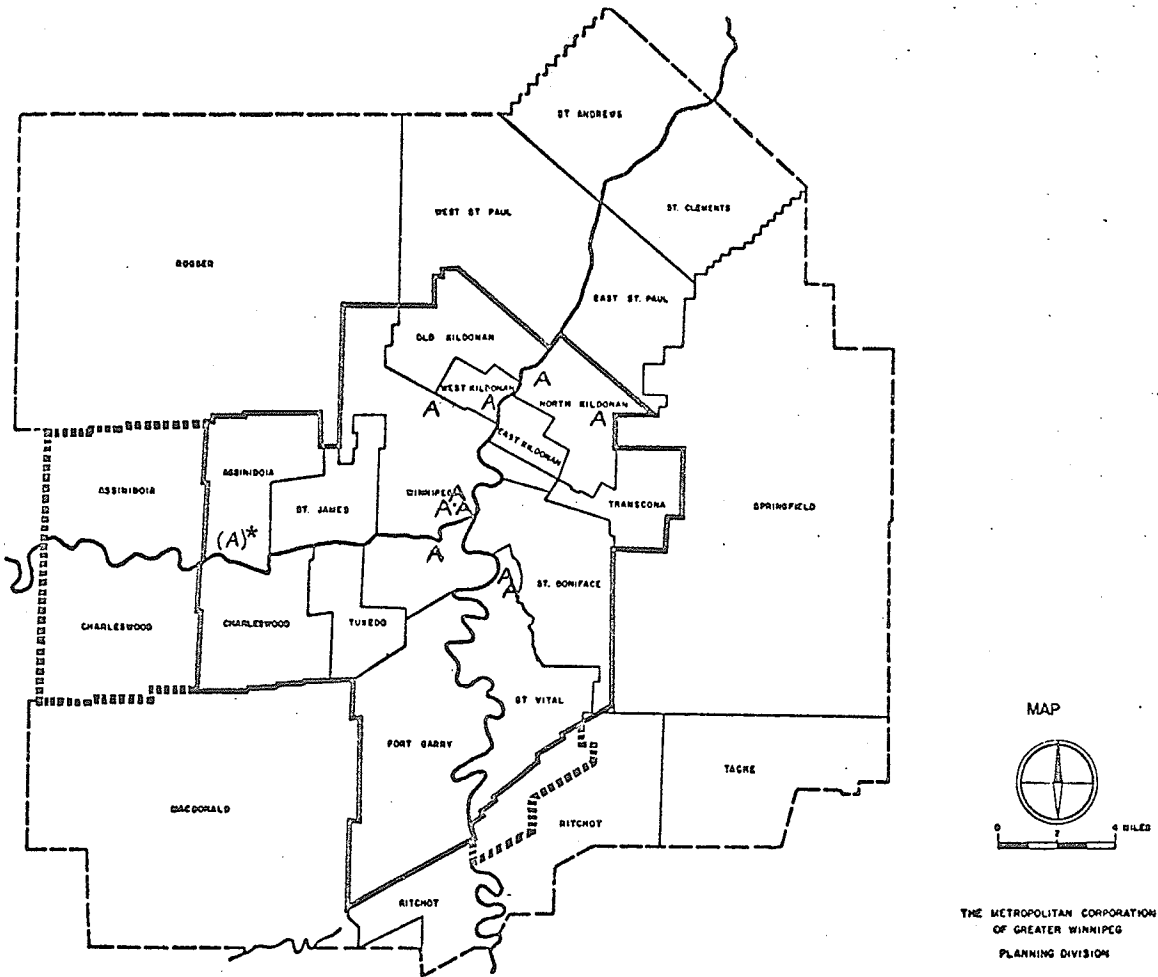 ST ANDREWS
WEST ST PAUL
ST. CLEMENTS
ROSSER
EAST ST. PAUL
OLD KILDONAN
WEST KILDONAN
A
NORTH KILDONAN
A
A
A
EAST KILDONAN
ASSINIBOIA
ASSINIBOIA
ST. JAMES
WINNIPEG
A
A
A
TRANSCONA
SPRINGFIELD
(A)*
A
A
A
ST. BONIFACE
CHARLESWOOD
CHARLESWOOD
TUXEDO
ST VITAL
FORT GARRY
TACHE
MACDONALD
RITCHOT
RITCHOT
MAP
0 2 4 MILES
THE METROPOLITAN CORPORATION
OF GREATER WINNIPEG
PLANNING DIVISION